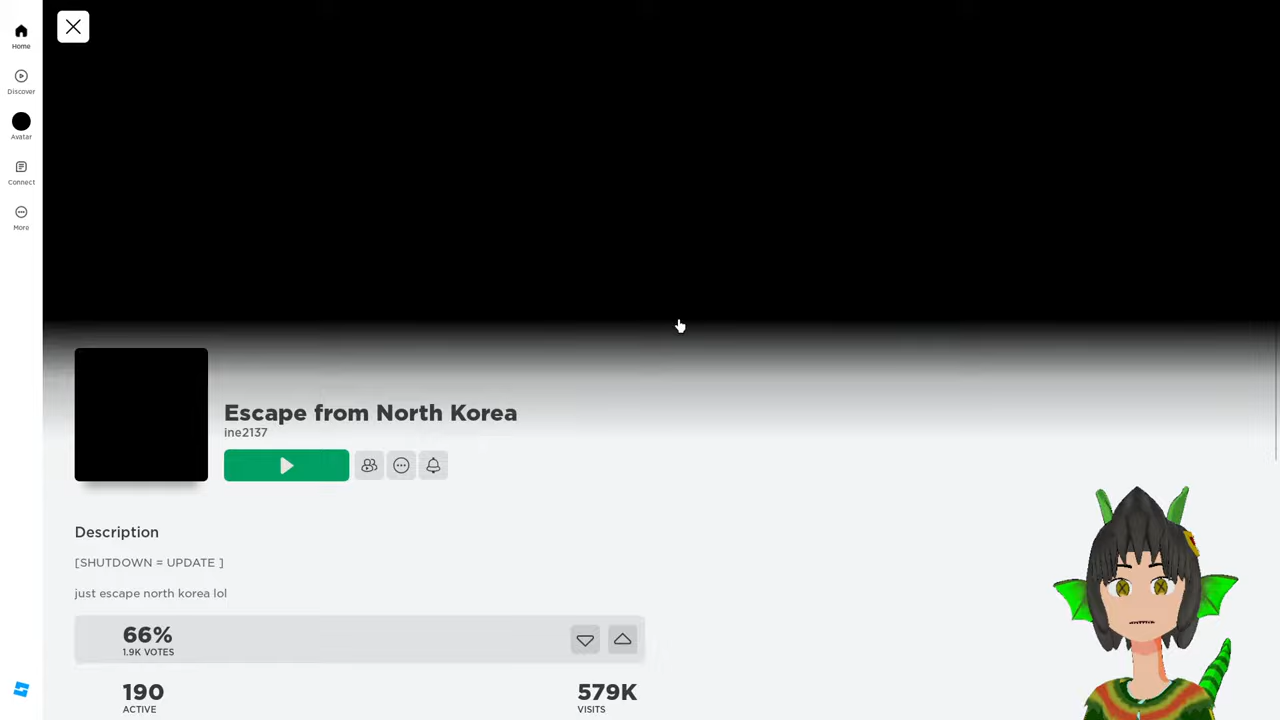 Home
Discover
Avatar
Connect
More
Escape from North Korea
ine2137
Description
[SHUTDOWN = UPDATE ]
just escape north korea lol
66%
1.9K VOTES
190
ACTIVE
579K
VISITS